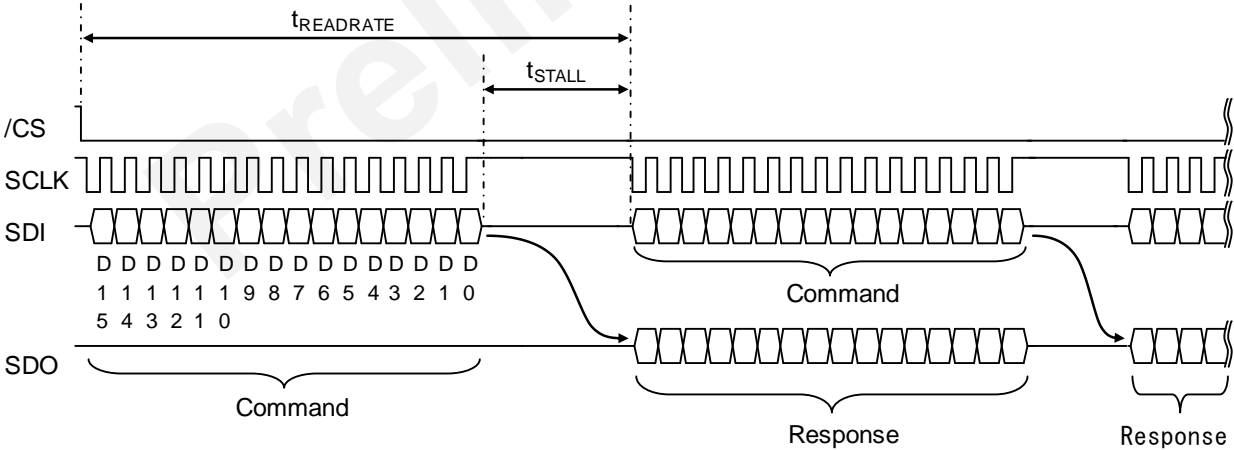 tREADRATE
tSTALL
/CS
SCLK
SDI
D D D D D D D D D D D D D D D D
1 1 1 1 1 1 9 8 7 6 5 4 3 2 1 0
5 4 3 2 1 0
Command
SDO
Command
Response
Response